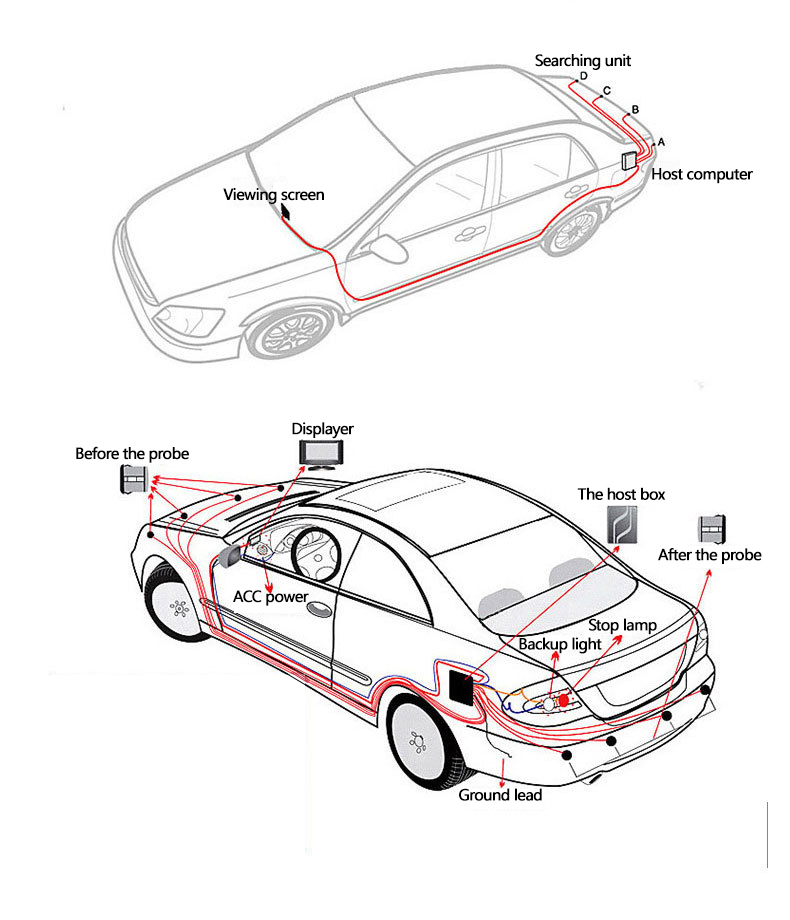 Searching unit
D
C
B
A
Host computer
Viewing screen
Displayer
Before the probe
The host box
After the probe
ACC power
Stop lamp
Backup light
Ground lead